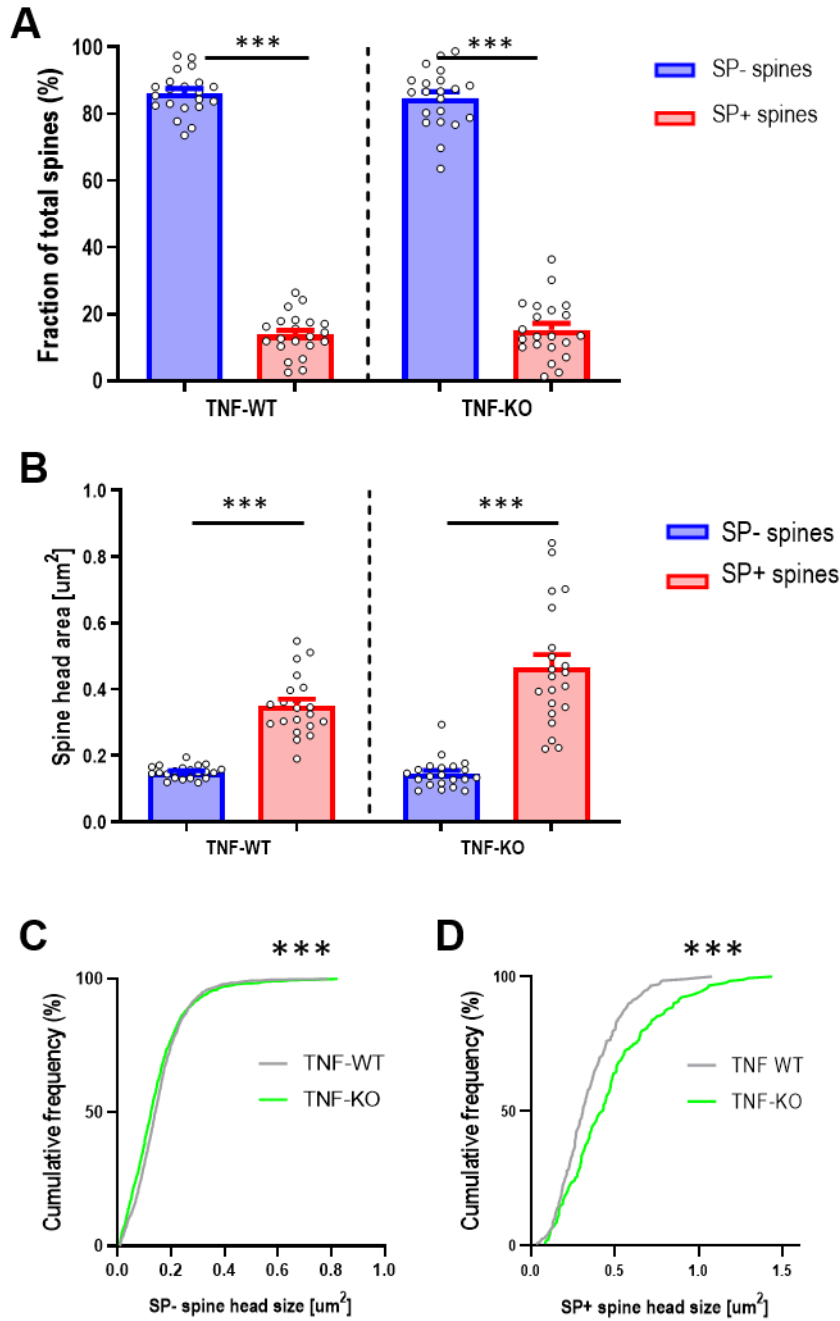 A
Fraction of total spines (%)
100
80
60
40
20
0
***
***
TNF-WT
TNF-KO
SP- spines
SP+ spines
B
Spine head area [um²]
1.0
0.8
0.6
0.4
0.2
0.0
***
***
TNF-WT
TNF-KO
SP- spines
SP+ spines
C
***
Cumulative frequency (%)
100
50
0
TNF-WT
TNF-KO
0.0 0.2 0.4 0.6 0.8 1.0
SP- spine head size [um²]
D
***
Cumulative frequency (%)
100
50
0
TNF WT
TNF-KO
0.0 0.5 1.0 1.5
SP+ spine head size [um²]